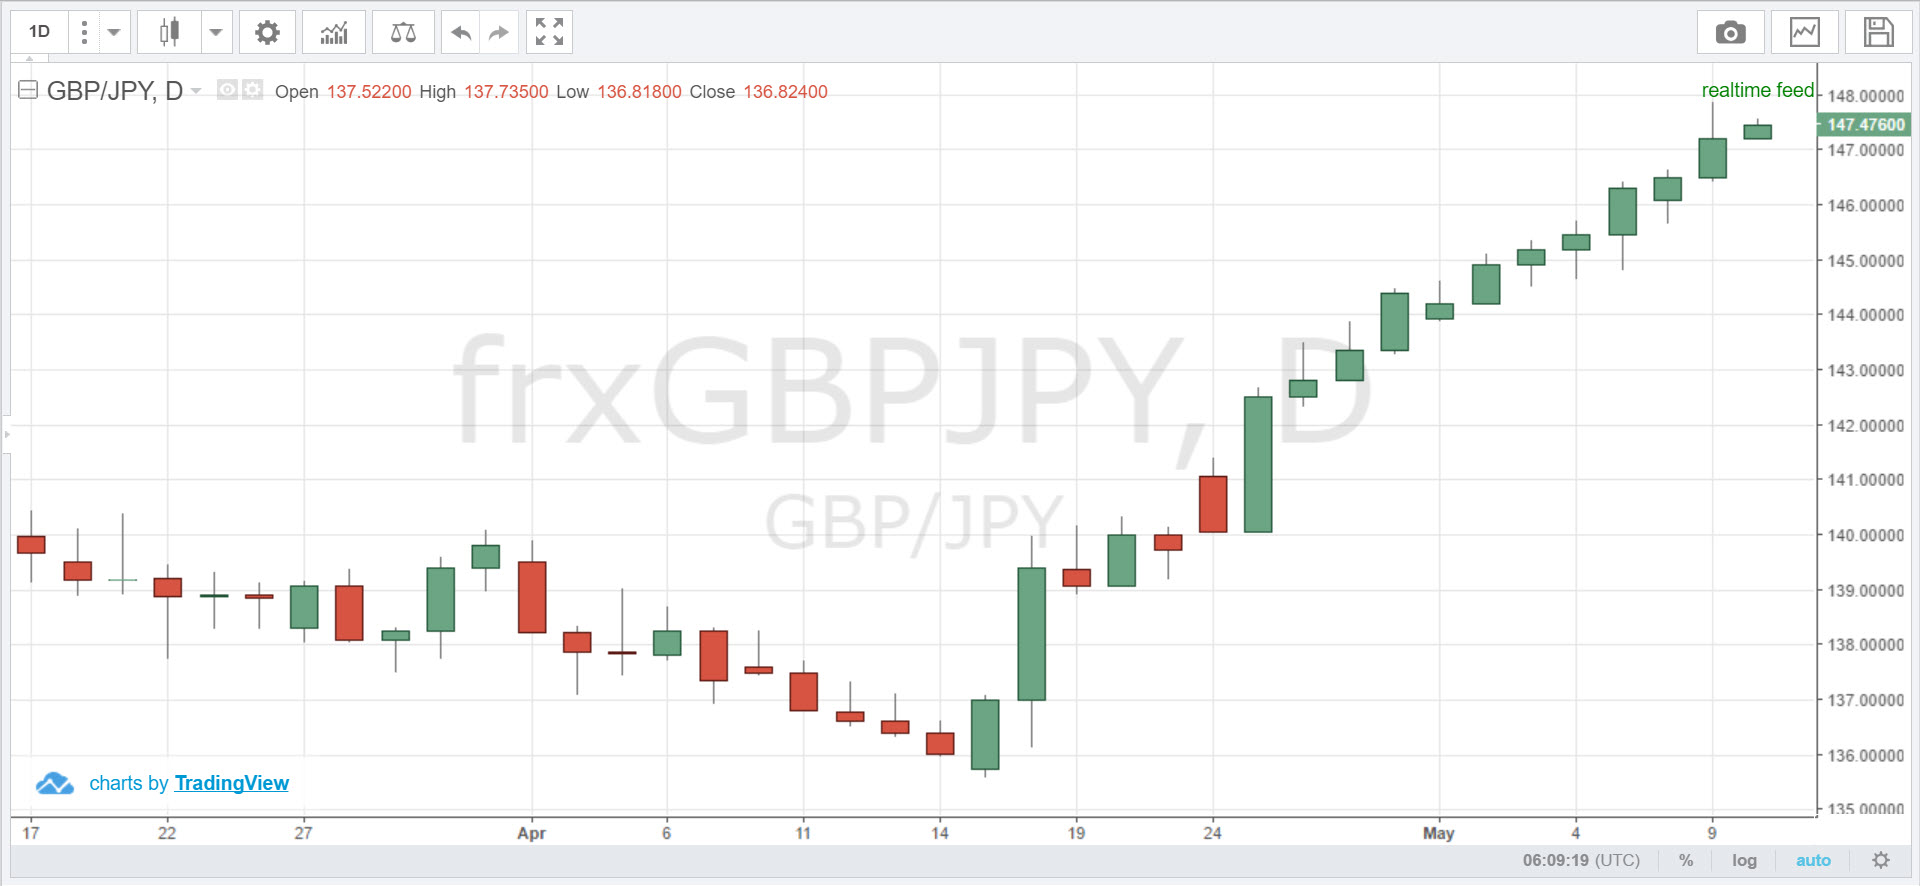 1D
GBP/JPY, D Open 137.52200 High 137.73500 Low 136.81800 Close 136.82400
realtime feed
148.00000
147.47600
147.00000
146.00000
145.00000
144.00000
143.00000
142.00000
141.00000
140.00000
139.00000
138.00000
137.00000
136.00000
135.00000
frxGBPJPY, D
GBP/JPY
charts by TradingView
17 22 27 Apr 6 11 14 19 24 May 4 9
06:09:19 (UTC) % log auto